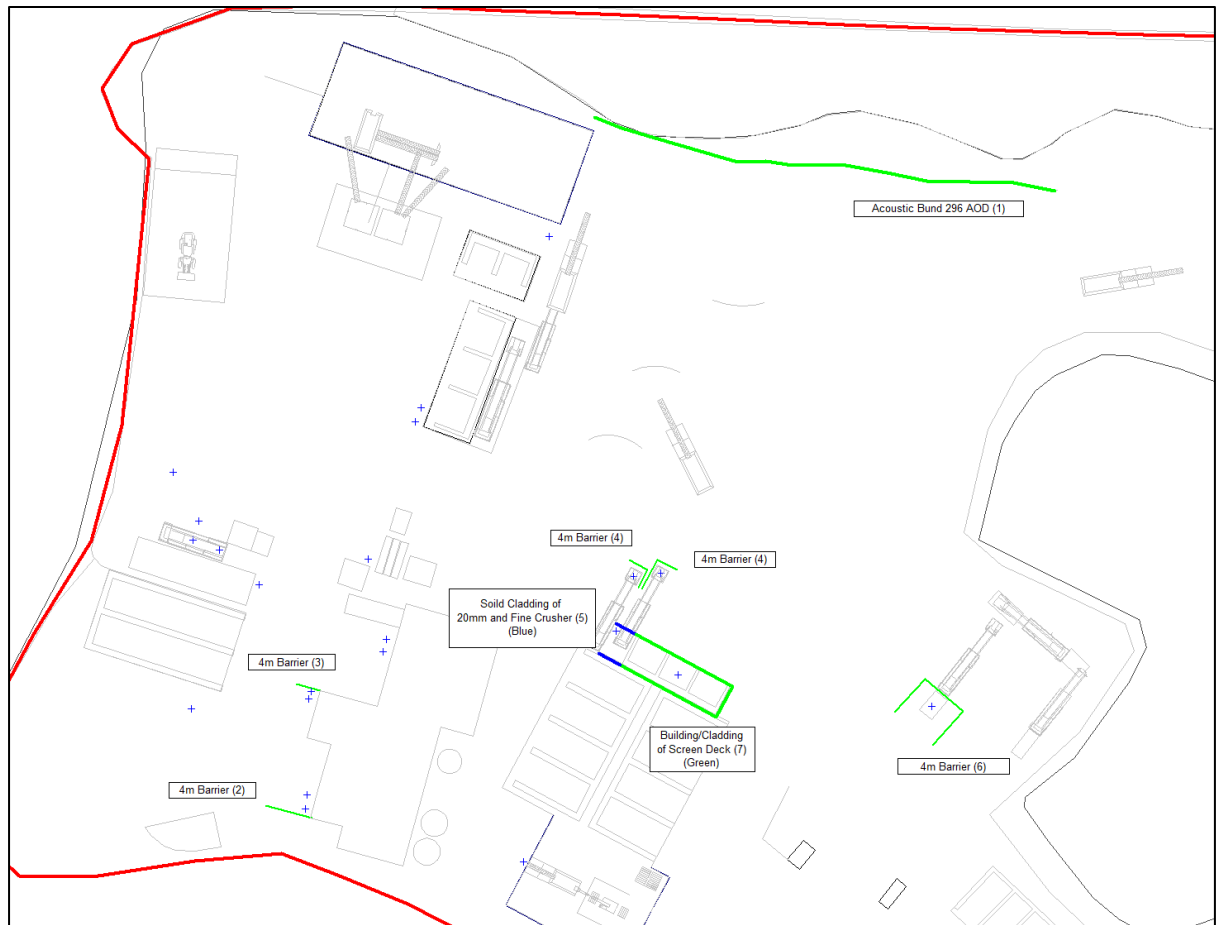 Acoustic Bund 296 AOD (1)
4m Barrier (4)
4m Barrier (4)
Soild Cladding of
20mm and Fine Crusher (5)
(Blue)
4m Barrier (3)
Building/Cladding
of Screen Deck (7)
(Green)
4m Barrier (6)
4m Barrier (2)